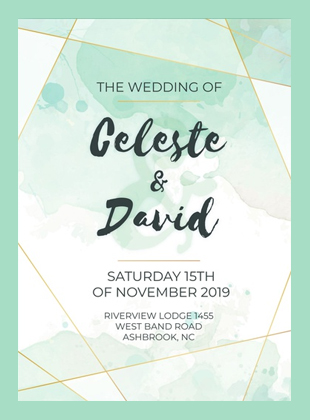 THE WEDDING OF
Celeste
&
David
SATURDAY 15TH
OF NOVEMBER 2019
RIVERVIEW LODGE 1455
WEST BAND ROAD
ASHBROOK, NC